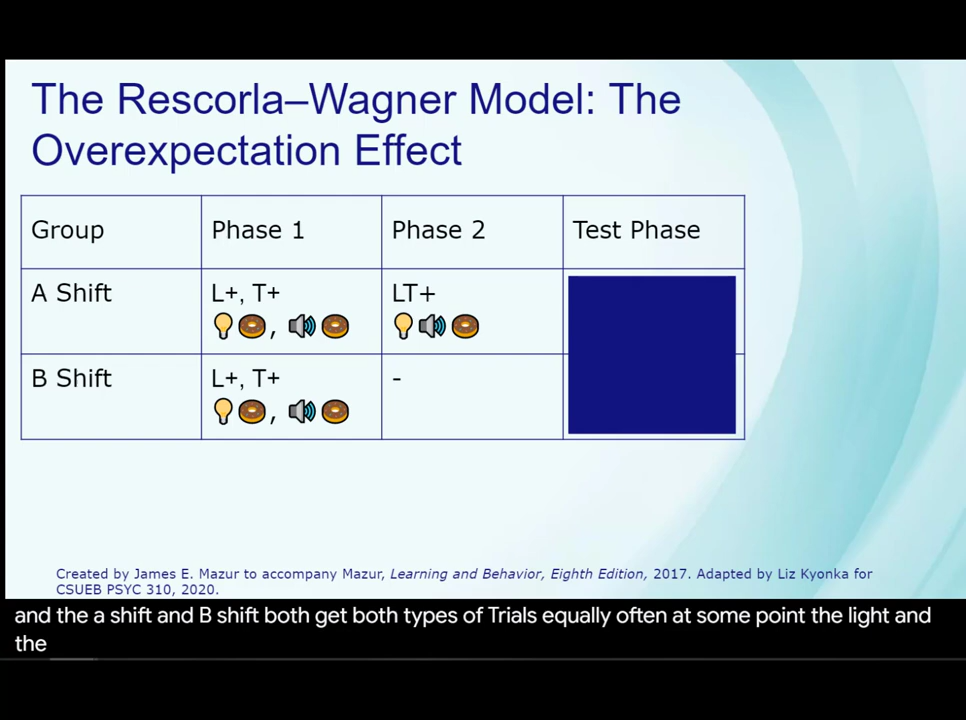 The Rescorla–Wagner Model: The
Overexpectation Effect
Group Phase 1 Phase 2 Test Phase
A Shift L+, T+ LT+
,
B Shift L+, T+ -
,
Created by James E. Mazur to accompany Mazur, Learning and Behavior, Eighth Edition, 2017. Adapted by Liz Kyonka for
CSUEB PSYC 310, 2020.
and the a shift and B shift both get both types of Trials equally often at some point the light and
the